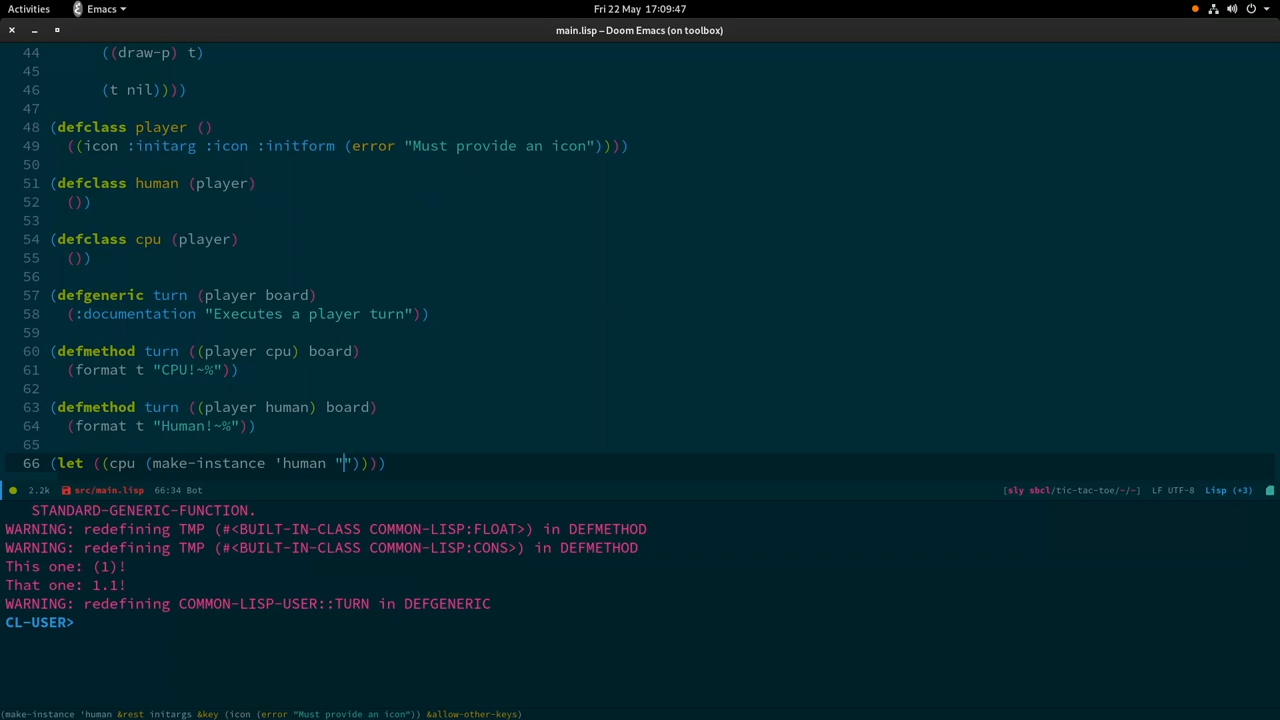 Activities Emacs Fri 22 May 17:09:47
main.lisp – Doom Emacs (on toolbox)
44 ((draw-p) t)
45
46 (t nil))))
47
48 (defclass player ()
49 ((icon :initarg :icon :initform (error "Must provide an icon"))))
50
51 (defclass human (player)
52 ())
53
54 (defclass cpu (player)
55 ())
56
57 (defgeneric turn (player board)
58 (:documentation "Executes a player turn"))
59
60 (defmethod turn ((player cpu) board)
61 (format t "CPU!~%"))
62
63 (defmethod turn ((player human) board)
64 (format t "Human!~%"))
65
66 (let ((cpu (make-instance 'human ""))))
2.2k src/main.lisp 66:34 Bot [sly sbcl/tic-tac-toe/-/-] LF UTF-8 Lisp (+3)
STANDARD-GENERIC-FUNCTION.
WARNING: redefining TMP (#<BUILT-IN-CLASS COMMON-LISP:FLOAT>) in DEFMETHOD
WARNING: redefining TMP (#<BUILT-IN-CLASS COMMON-LISP:CONS>) in DEFMETHOD
This one: (1)!
That one: 1.1!
WARNING: redefining COMMON-LISP-USER::TURN in DEFGENERIC
CL-USER>
(make-instance 'human &rest initargs &key (icon (error "Must provide an icon")) &allow-other-keys)